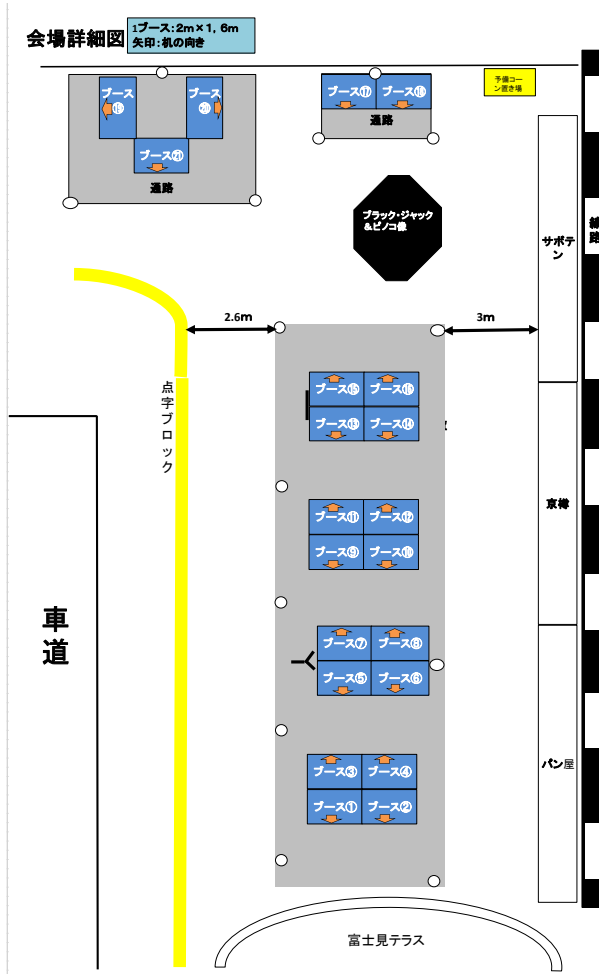 会場詳細図
1ブース:2m×1,6m
矢印:机の向き
ブース
⑲
ブース
⑳
ブース㉑
通路
ブース⑰
ブース⑱
通路
予備コー
ン置き場
ブラック・ジャック
&ピノコ像
サボテ
ン
線路
2.6m
3m
点字ブロック
ブース⑮
ブース⑯
ブース⑬
ブース⑭
京樽
ブース⑪
ブース⑫
ブース⑨
ブース⑩
車道
ブース⑦
ブース⑧
ブース⑤
ブース⑥
パン屋
ブース③
ブース④
ブース①
ブース②
富士見テラス